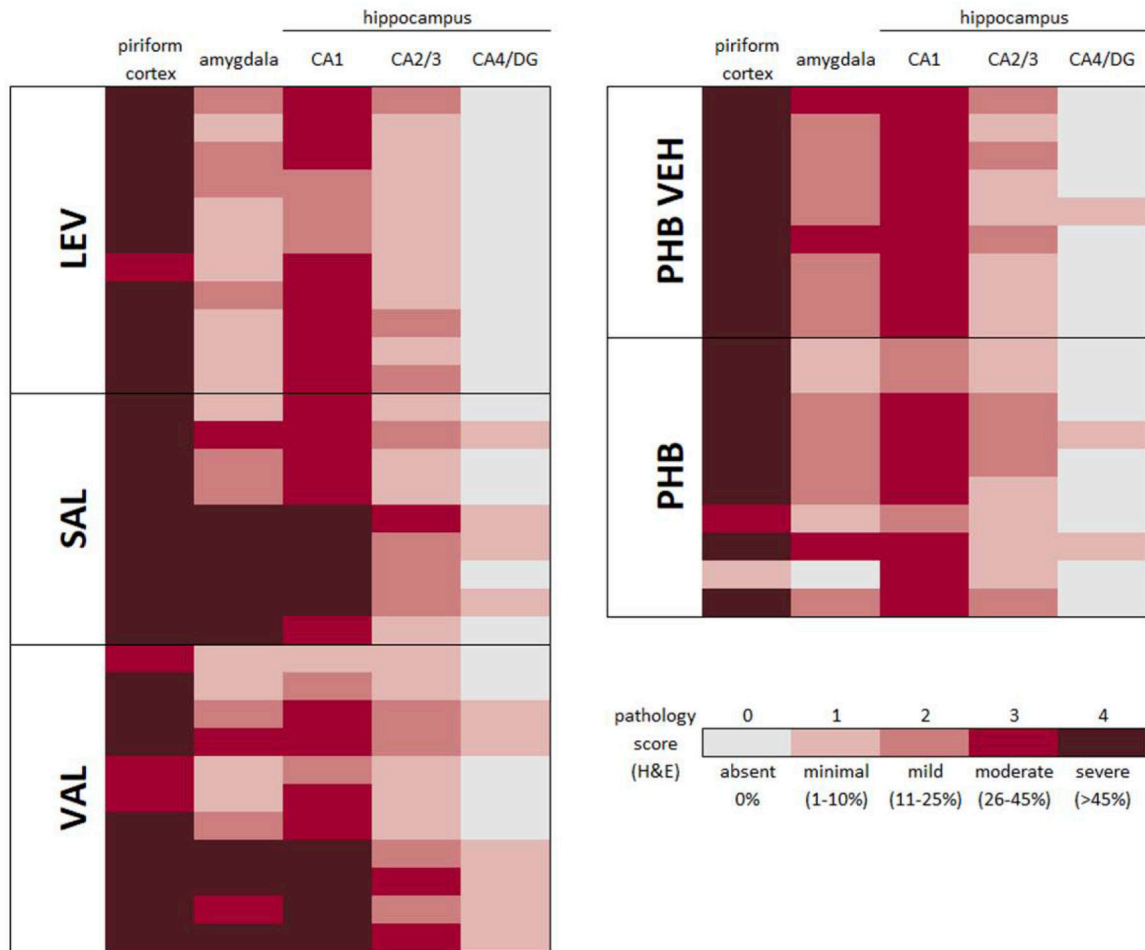 hippocampus
piriform cortex amygdala CA1 CA2/3 CA4/DG
LEV
SAL
VAL
hippocampus
piriform cortex amygdala CA1 CA2/3 CA4/DG
PHB VEH
PHB
pathology 0 1 2 3 4
score
(H&E) absent minimal mild moderate severe
0% (1-10%) (11-25%) (26-45%) (>45%)